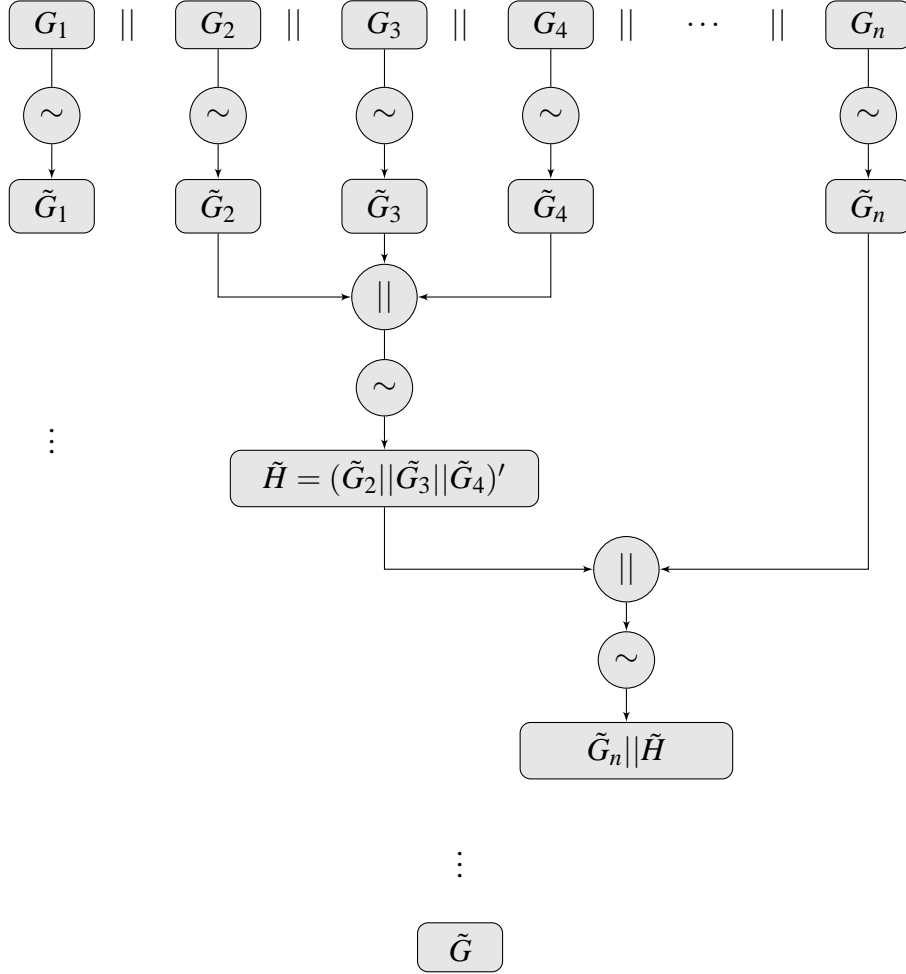 G₁ || G₂ || G₃ || G₄ || ⋯ || Gₙ
∼ ∼ ∼ ∼ ∼
G̃₁ G̃₂ G̃₃ G̃₄ G̃ₙ
||
∼
⋮
H̃ = (G̃₂||G̃₃||G̃₄)′
||
∼
G̃ₙ||H̃
⋮
G̃